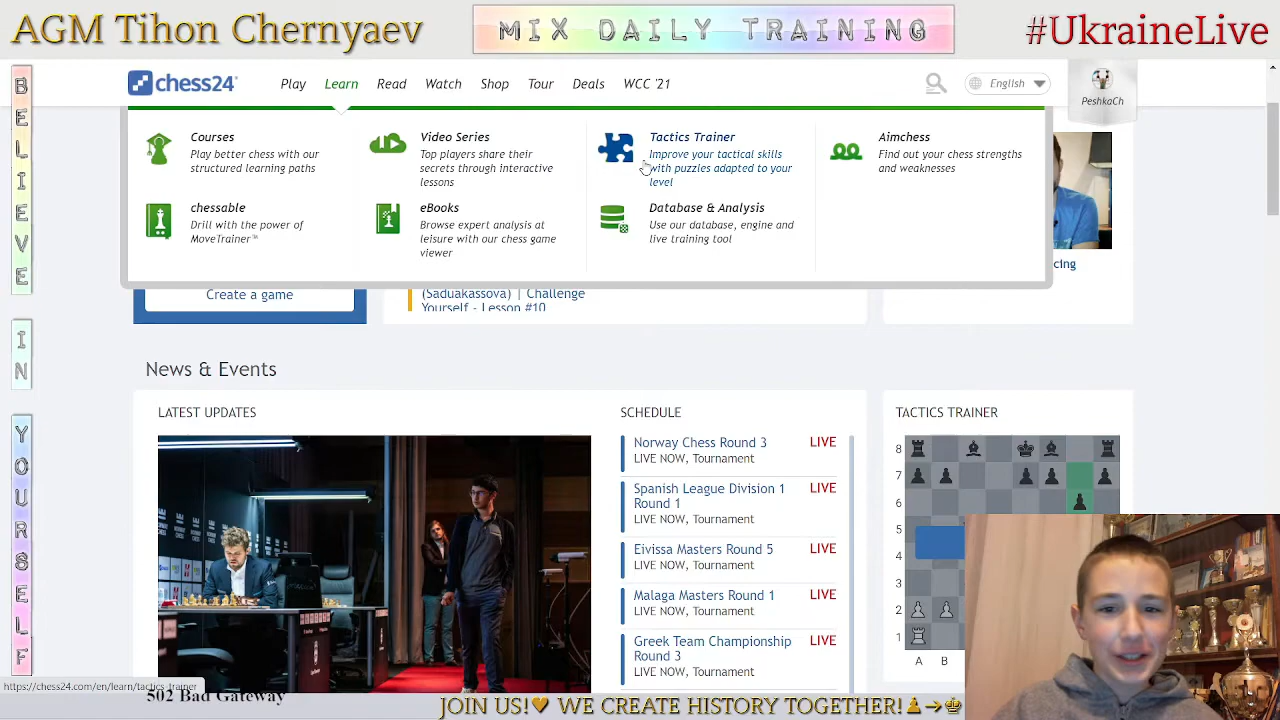 AGM Tihon Chernyaev
MIX DAILY TRAINING
#UkraineLive
BELIEVE
IN
YOURSELF
chess24
Play
Learn
Read
Watch
Shop
Tour
Deals
WCC '21
English
PeshkaCh
Courses
Play better chess with our
structured learning paths
Video Series
Top players share their
secrets through interactive
lessons
Tactics Trainer
Improve your tactical skills
with puzzles adapted to your
level
Aimchess
Find out your chess strengths
and weaknesses
chessable
Drill with the power of
MoveTrainer™
eBooks
Browse expert analysis at
leisure with our chess game
viewer
Database & Analysis
Use our database, engine and
live training tool
cing
Create a game
(Saduakassova) | Challenge
Yourself - Lesson #10
News & Events
LATEST UPDATES
SCHEDULE
Norway Chess Round 3
LIVE
LIVE NOW, Tournament
Spanish League Division 1
Round 1
LIVE
LIVE NOW, Tournament
Eivissa Masters Round 5
LIVE
LIVE NOW, Tournament
Malaga Masters Round 1
LIVE
LIVE NOW, Tournament
Greek Team Championship
Round 3
LIVE
LIVE NOW, Tournament
TACTICS TRAINER
8
7
6
5
4
3
2
1
A B
https://chess24.com/en/learn/tactics_trainer
502 Bad Gateway
JOIN US!♥ WE CREATE HISTORY TOGETHER!♟→♚